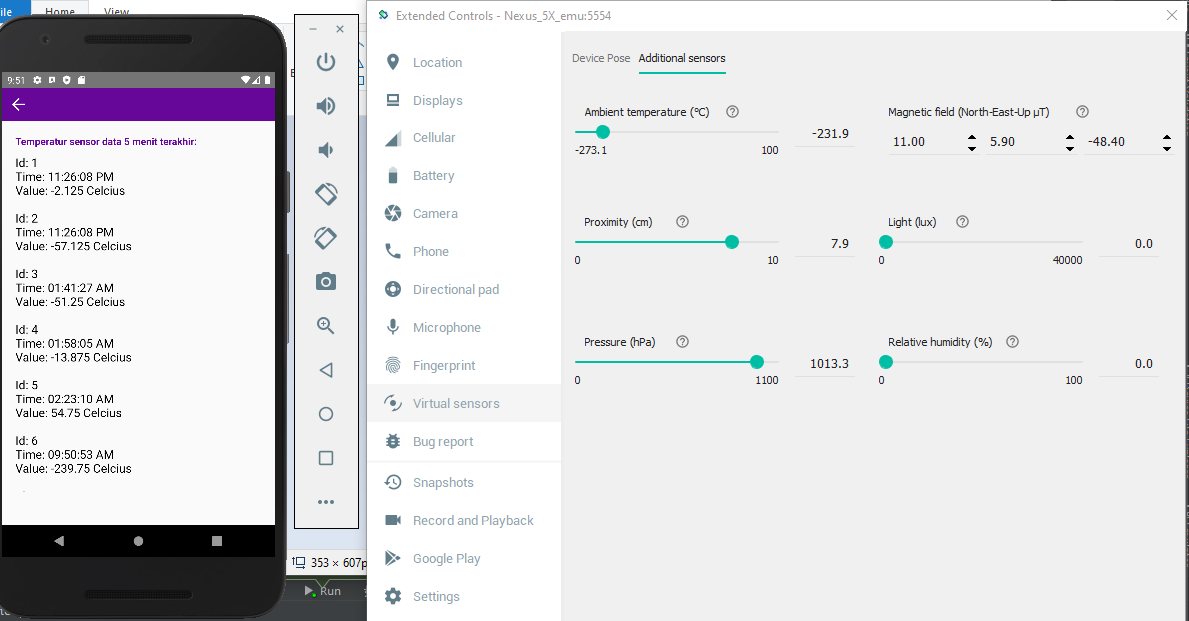 ile
Home
View
9:51
Temperatur sensor data 5 menit terakhir:
Id: 1
Time: 11:26:08 PM
Value: -2.125 Celcius
Id: 2
Time: 11:26:08 PM
Value: -57.125 Celcius
Id: 3
Time: 01:41:27 AM
Value: -51.25 Celcius
Id: 4
Time: 01:58:05 AM
Value: -13.875 Celcius
Id: 5
Time: 02:23:10 AM
Value: 54.75 Celcius
Id: 6
Time: 09:50:53 AM
Value: -239.75 Celcius
353 × 607p
Run
Extended Controls - Nexus_5X_emu:5554
Location
Displays
Cellular
Battery
Camera
Phone
Directional pad
Microphone
Fingerprint
Virtual sensors
Bug report
Snapshots
Record and Playback
Google Play
Settings
Device Pose
Additional sensors
Ambient temperature (°C)
-231.9
-273.1
100
Magnetic field (North-East-Up μT)
11.00
5.90
-48.40
Proximity (cm)
7.9
0
10
Light (lux)
0.0
0
40000
Pressure (hPa)
1013.3
0
1100
Relative humidity (%)
0.0
0
100